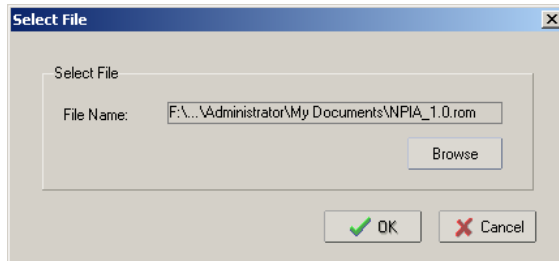 Select File
Select File
File Name: F:\...\Administrator\My Documents\NPIA_1.0.rom
Browse
OK Cancel